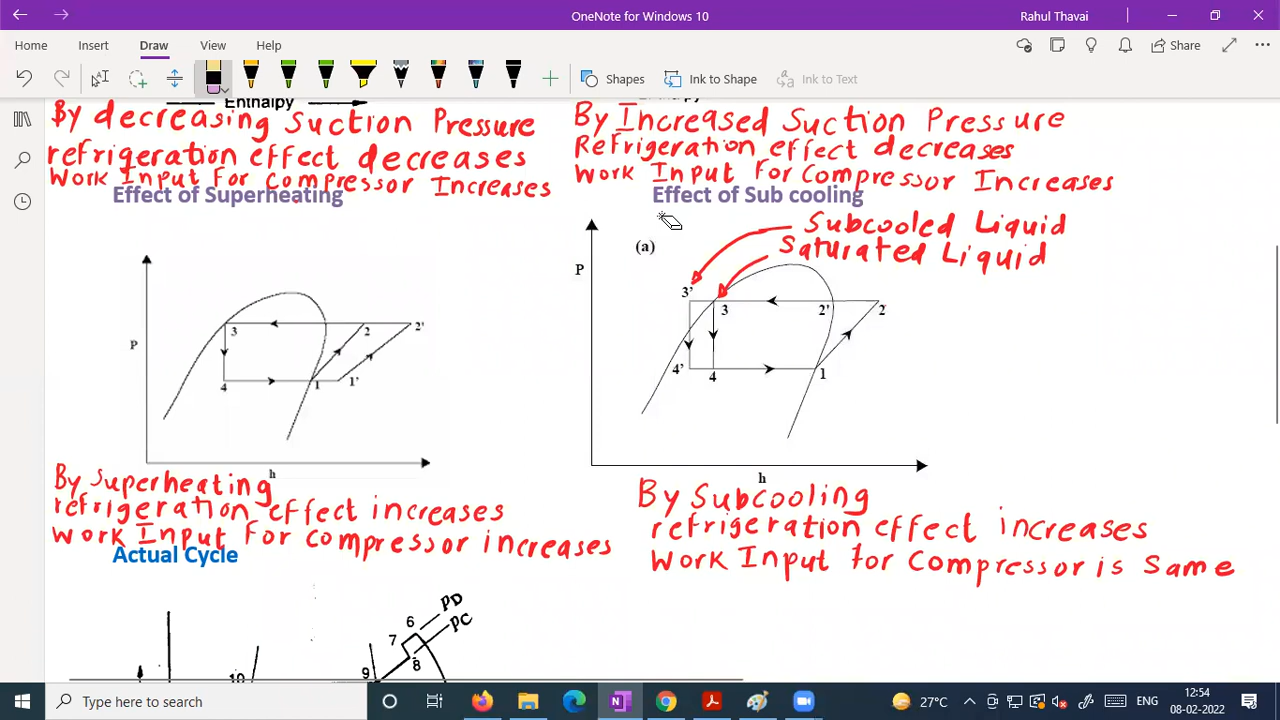 OneNote for Windows 10
Rahul Thavai
Home Insert Draw View Help
Share
Shapes Ink to Shape Ink to Text
Enthalpy
By decreasing Suction Pressure
refrigeration effect decreases
Work Input For Compressor Increases
Effect of Superheating
By Increased Suction Pressure
Refrigeration effect decreases
Work Input For Compressor Increases
Effect of Sub cooling
P
3
2
2'
4
1
1'
h
(a)
Subcooled Liquid
Saturated Liquid
P
3'
3
2'
2
4'
4
1
h
By Superheating
refrigeration effect increases
Work Input For Compressor increases
By Subcooling
refrigeration effect increases
Work Input for Compressor is Same
Actual Cycle
6
PD
7
PC
8
9
10
Type here to search
27°C
ENG
12:54
08-02-2022